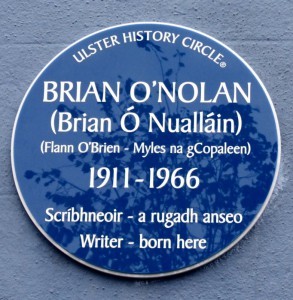 ULSTER HISTORY CIRCLE®
BRIAN O'NOLAN
(Brian Ó Nualláin)
(Flann O'Brien - Myles na gCopaleen)
1911-1966
Scríbhneoir - a rugadh anseo
Writer - born here